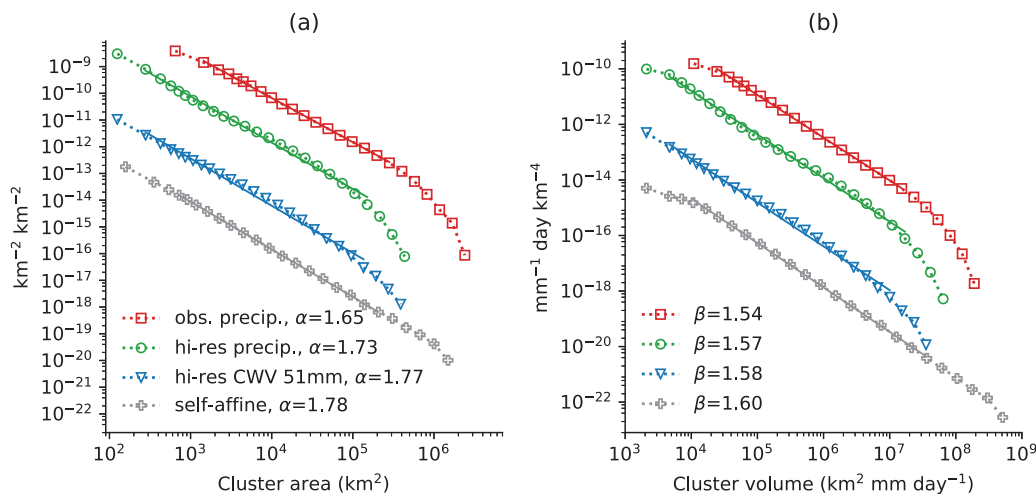 (a)
(b)
km⁻² km⁻²
10⁻⁹
10⁻¹⁰
10⁻¹¹
10⁻¹²
10⁻¹³
10⁻¹⁴
10⁻¹⁵
10⁻¹⁶
10⁻¹⁷
10⁻¹⁸
10⁻¹⁹
10⁻²⁰
10⁻²¹
10⁻²²
obs. precip., α=1.65
hi-res precip., α=1.73
hi-res CWV 51mm, α=1.77
self-affine, α=1.78
10² 10³ 10⁴ 10⁵ 10⁶
Cluster area (km²)
mm⁻¹ day km⁻⁴
10⁻¹⁰
10⁻¹²
10⁻¹⁴
10⁻¹⁶
10⁻¹⁸
10⁻²⁰
10⁻²²
β=1.54
β=1.57
β=1.58
β=1.60
10³ 10⁴ 10⁵ 10⁶ 10⁷ 10⁸ 10⁹
Cluster volume (km² mm day⁻¹)